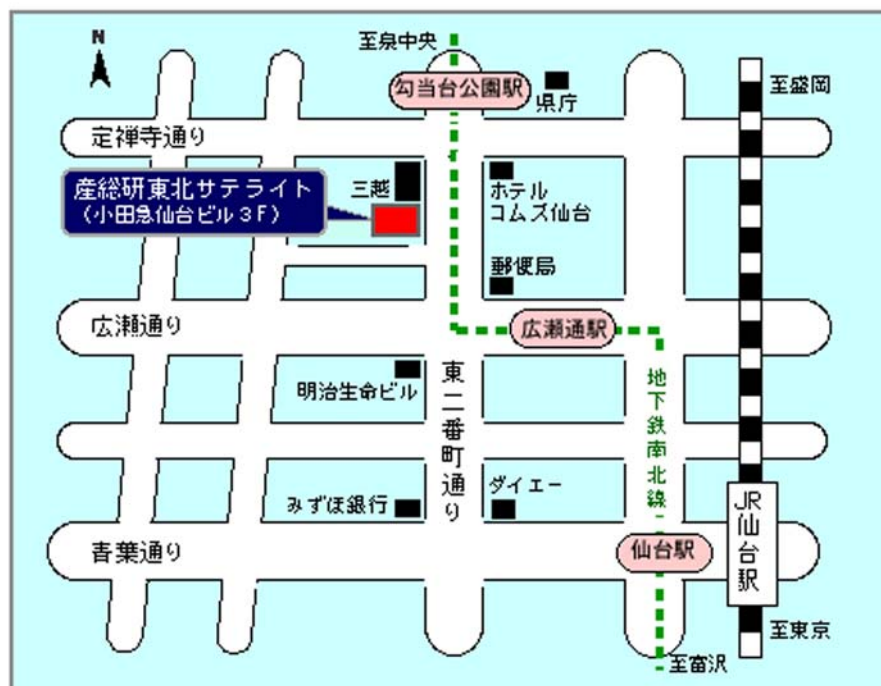 N
至泉中央
勾当台公園駅
県庁
至盛岡
定禅寺通り
産総研東北サテライト
（小田急仙台ビル３Ｆ）
三越
ホテル
コムズ仙台
郵便局
広瀬通り
広瀬通駅
明治生命ビル
東二番町通り
地下鉄南北線
みずほ銀行
ダイエー
JR仙台駅
青葉通り
仙台駅
至東京
至富沢